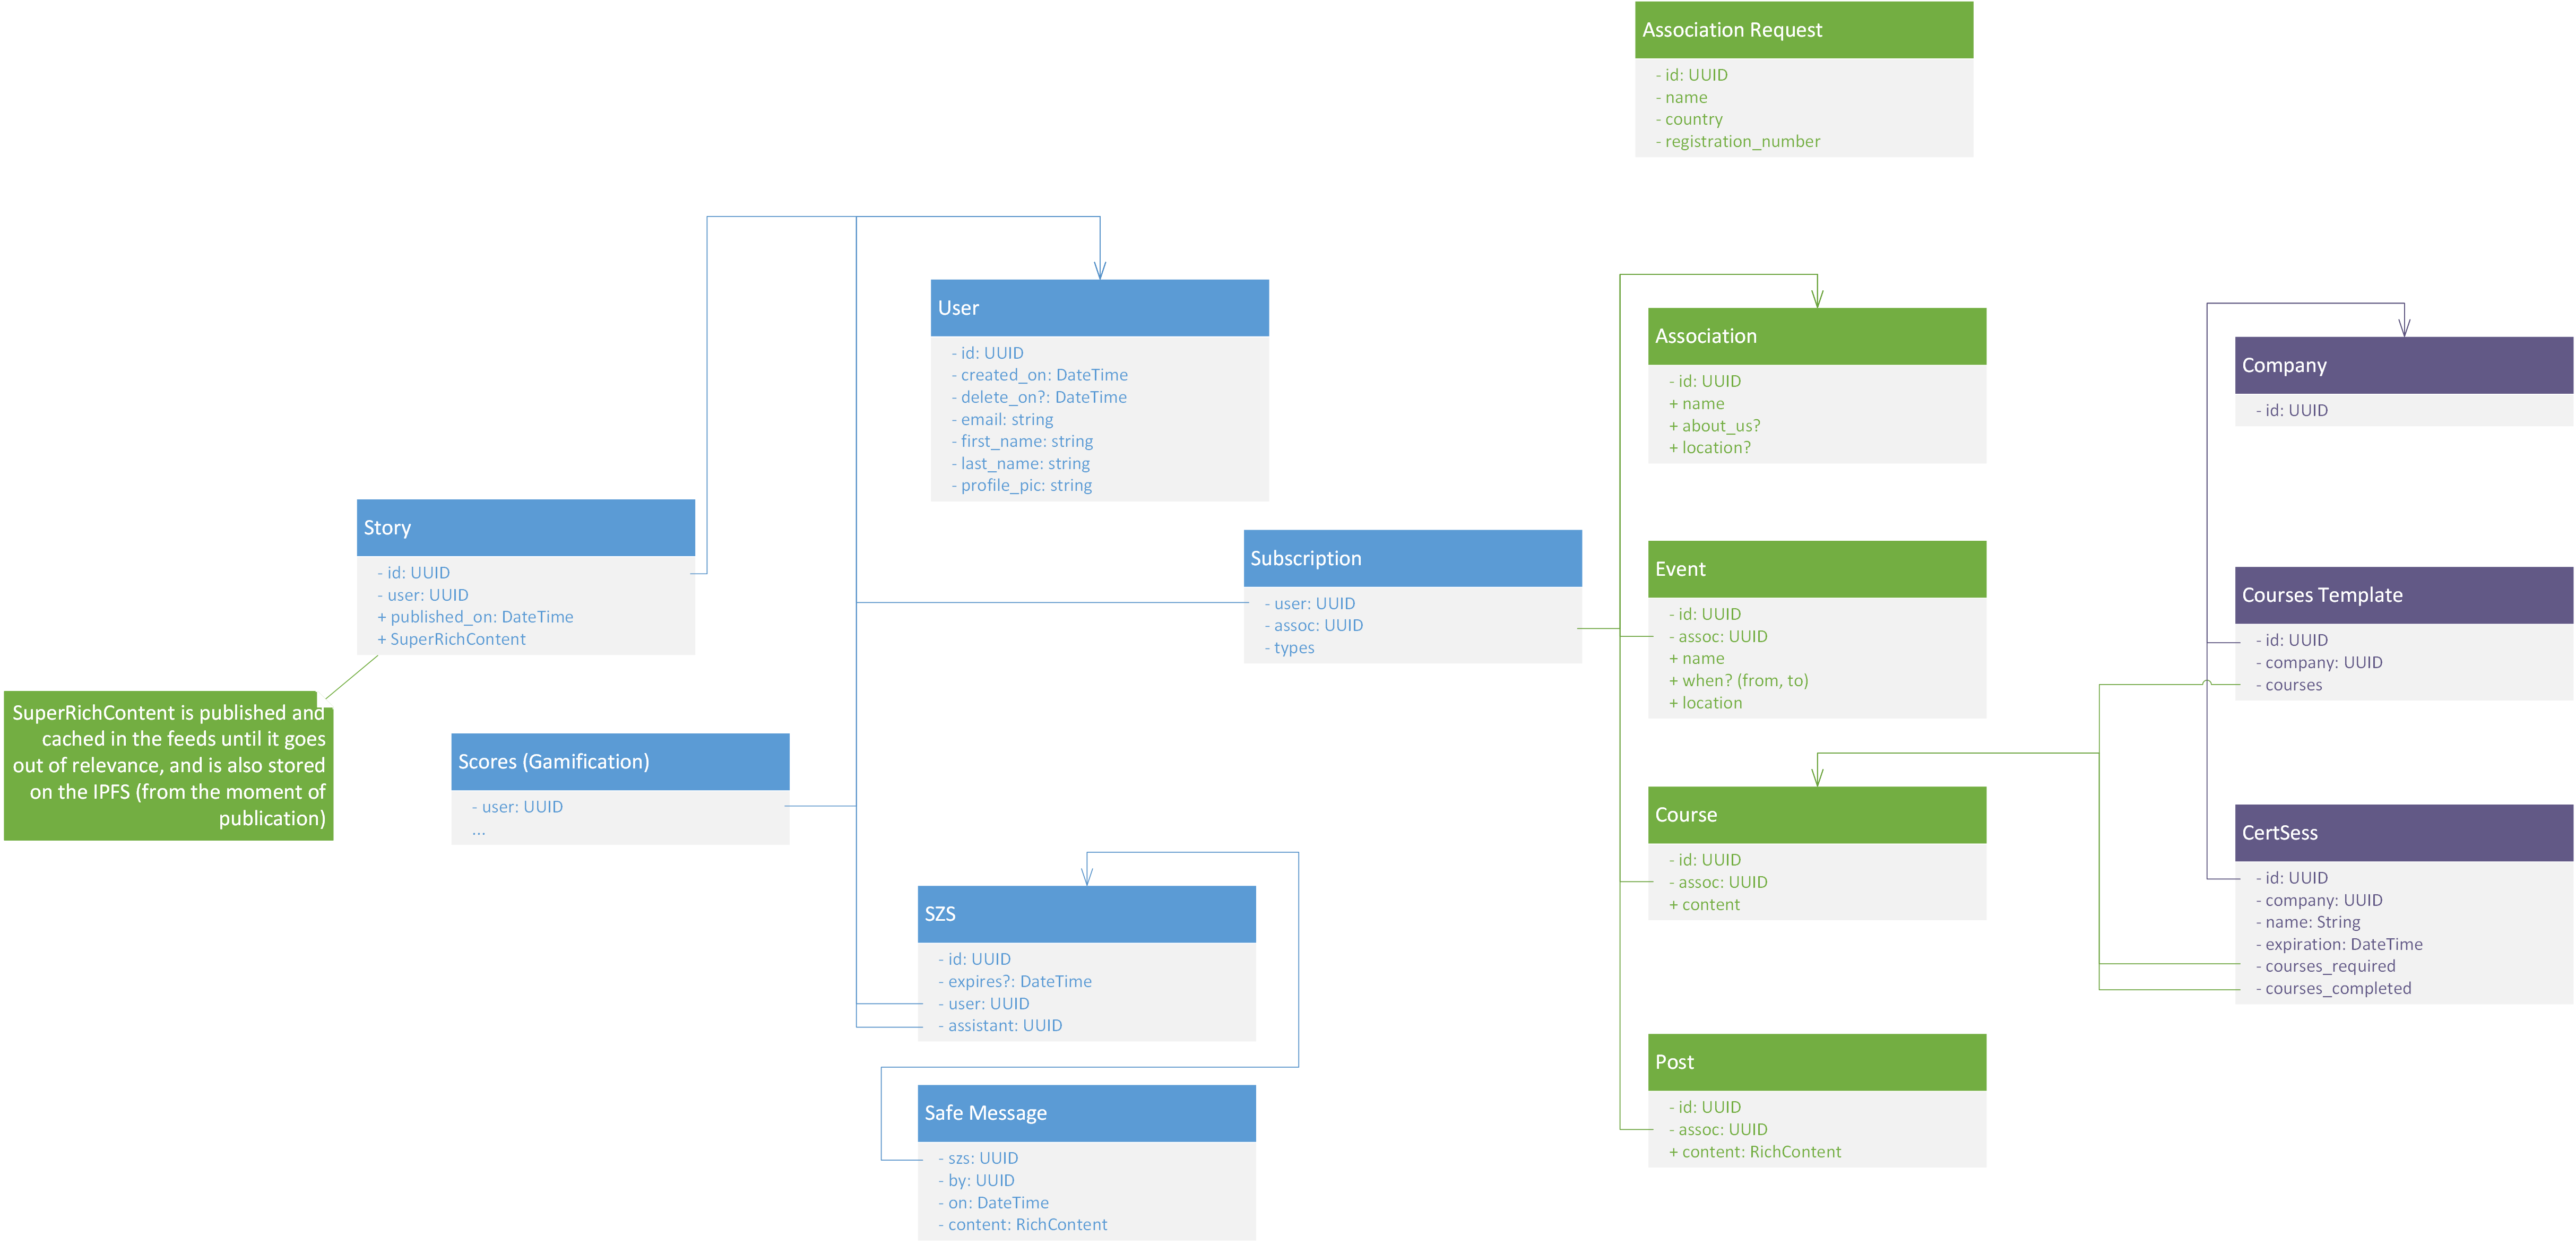 Association Request
- id: UUID
- name
- country
- registration_number
User
- id: UUID
- created_on: DateTime
- delete_on?: DateTime
- email: string
- first_name: string
- last_name: string
- profile_pic: string
Association
- id: UUID
+ name
+ about_us?
+ location?
Company
- id: UUID
Story
- id: UUID
- user: UUID
+ published_on: DateTime
+ SuperRichContent
Subscription
- user: UUID
- assoc: UUID
- types
Event
- id: UUID
- assoc: UUID
+ name
+ when? (from, to)
+ location
Courses Template
- id: UUID
- company: UUID
- courses
SuperRichContent is published and
cached in the feeds until it goes
out of relevance, and is also stored
on the IPFS (from the moment of
publication)
Scores (Gamification)
- user: UUID
...
Course
- id: UUID
- assoc: UUID
+ content
CertSess
- id: UUID
- company: UUID
- name: String
- expiration: DateTime
- courses_required
- courses_completed
SZS
- id: UUID
- expires?: DateTime
- user: UUID
- assistant: UUID
Post
- id: UUID
- assoc: UUID
+ content: RichContent
Safe Message
- szs: UUID
- by: UUID
- on: DateTime
- content: RichContent